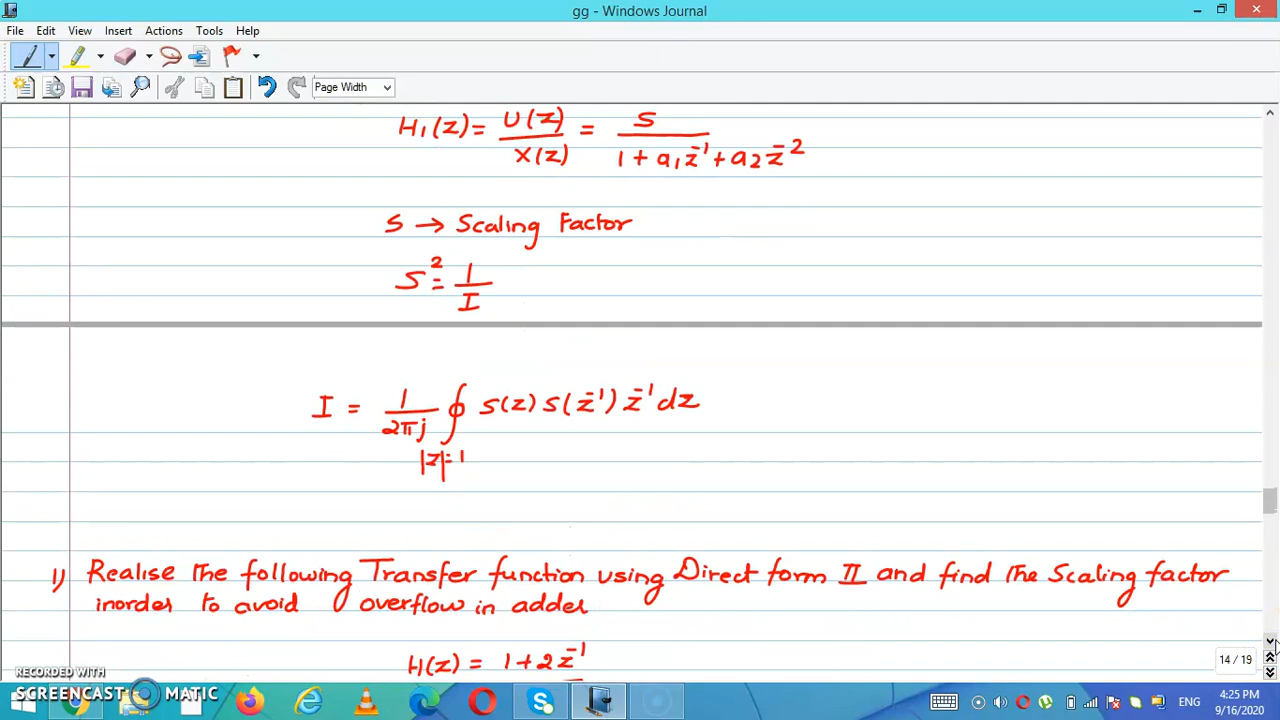 gg - Windows Journal
File Edit View Insert Actions Tools Help
Page Width
H₁(z) = U(z)/X(z) = S/(1 + a₁z⁻¹ + a₂z⁻²)
S → Scaling Factor
S² = 1/I
I = 1/(2πj) ∮ S(z) S(z⁻¹) z⁻¹ dz
|z|=1
1) Realise the following Transfer function using Direct form II and find the Scaling factor
inorder to avoid overflow in adder
H(z) = 1+2z⁻¹
14 / 19
RECORDED WITH
SCREENCAST MATIC
ENG
4:25 PM
9/16/2020